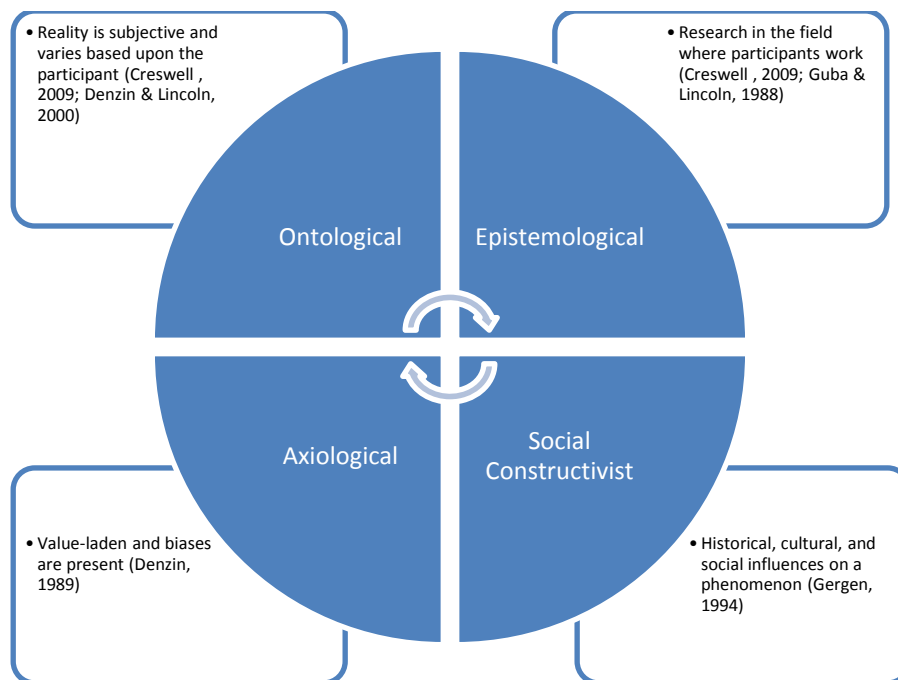 • Reality is subjective and
varies based upon the
participant (Creswell ,
2009; Denzin & Lincoln,
2000)
• Research in the field
where participants work
(Creswell , 2009; Guba &
Lincoln, 1988)
Ontological
Epistemological
Axiological
Social
Constructivist
• Value-laden and biases
are present (Denzin,
1989)
• Historical, cultural, and
social influences on a
phenomenon (Gergen,
1994)